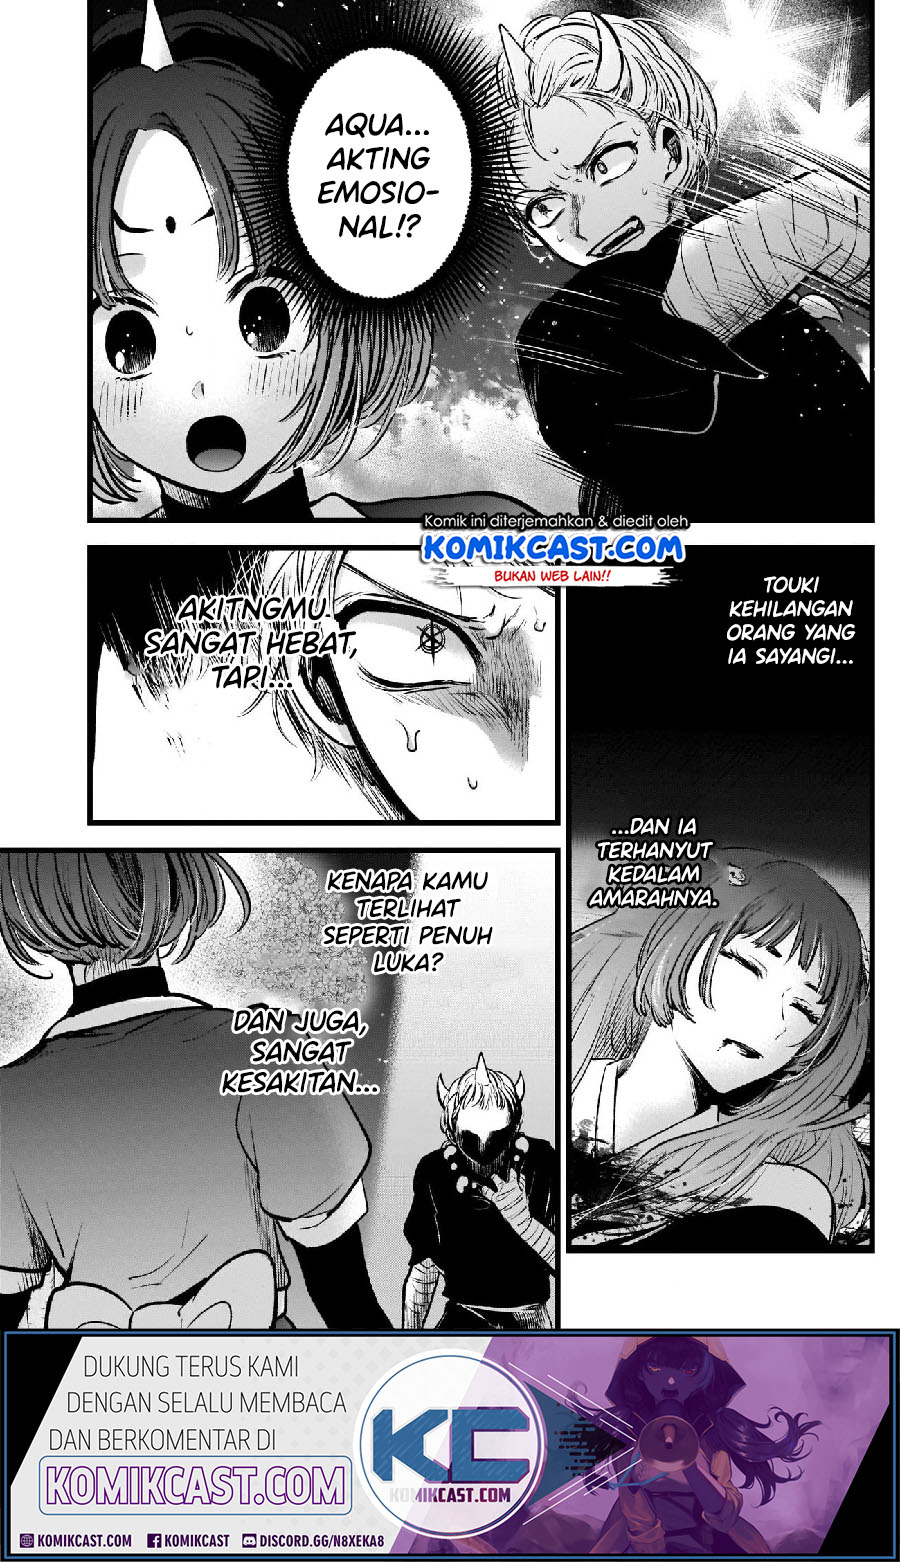 AQUA...
AKTING
EMOSIO-
NAL!?
Komik ini diterjemahkan & diedit oleh
KOMIKCAST.COM
BUKAN WEB LAIN!!
TOUKI
KEHILANGAN
ORANG YANG
IA SAYANGI...
...DAN IA
TERHANYUT
KEDALAM
AMARAHNYA.
AKITNGMU
SANGAT HEBAT,
TAPI...
KENAPA KAMU
TERLIHAT
SEPERTI PENUH
LUKA?
DAN JUGA,
SANGAT
KESAKITAN...
DUKUNG TERUS KAMI
DENGAN SELALU MEMBACA
DAN BERKOMENTAR DI
KOMIKCAST.COM
KC
KOMIKCAST.COM
KOMIKCAST.COM KOMIKCAST DISCORD.GG/N8XEKA8